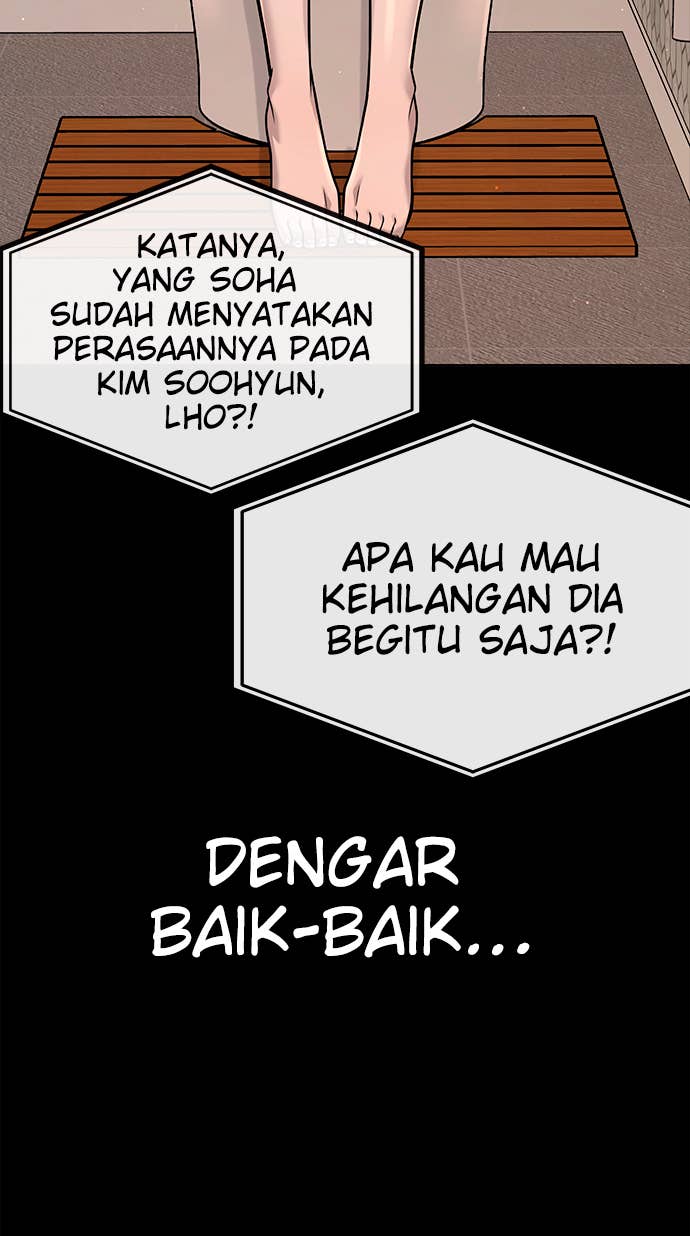 KATANYA,
YANG SOHA
SUDAH MENYATAKAN
PERASAANNYA PADA
KIM SOOHYUN,
LHO?!
APA KAU MAU
KEHILANGAN DIA
BEGITU SAJA?!
DENGAR
BAIK-BAIK...